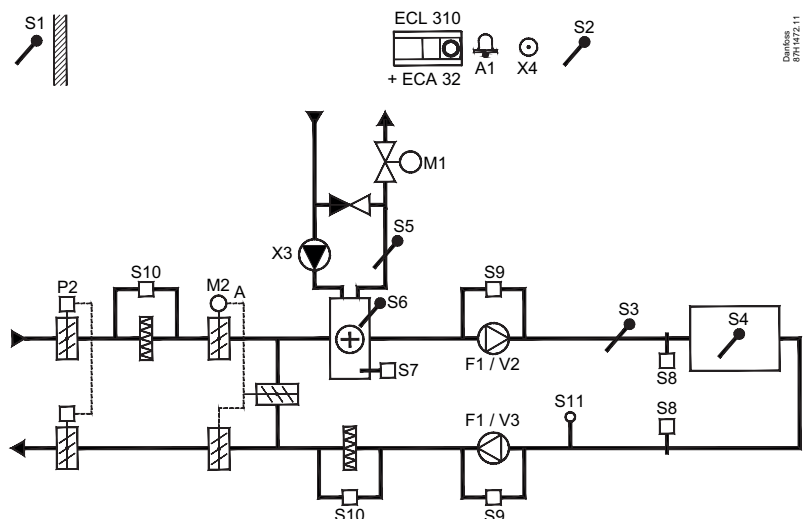 S1
ECL 310
S2
Danfoss
87H1472.11
A1
X4
+ ECA 32
M1
S5
X3
P2
S10
M2
A
S9
S6
S3
S4
S7
F1 / V2
S8
S8
F1 / V3
S11
S10
S9